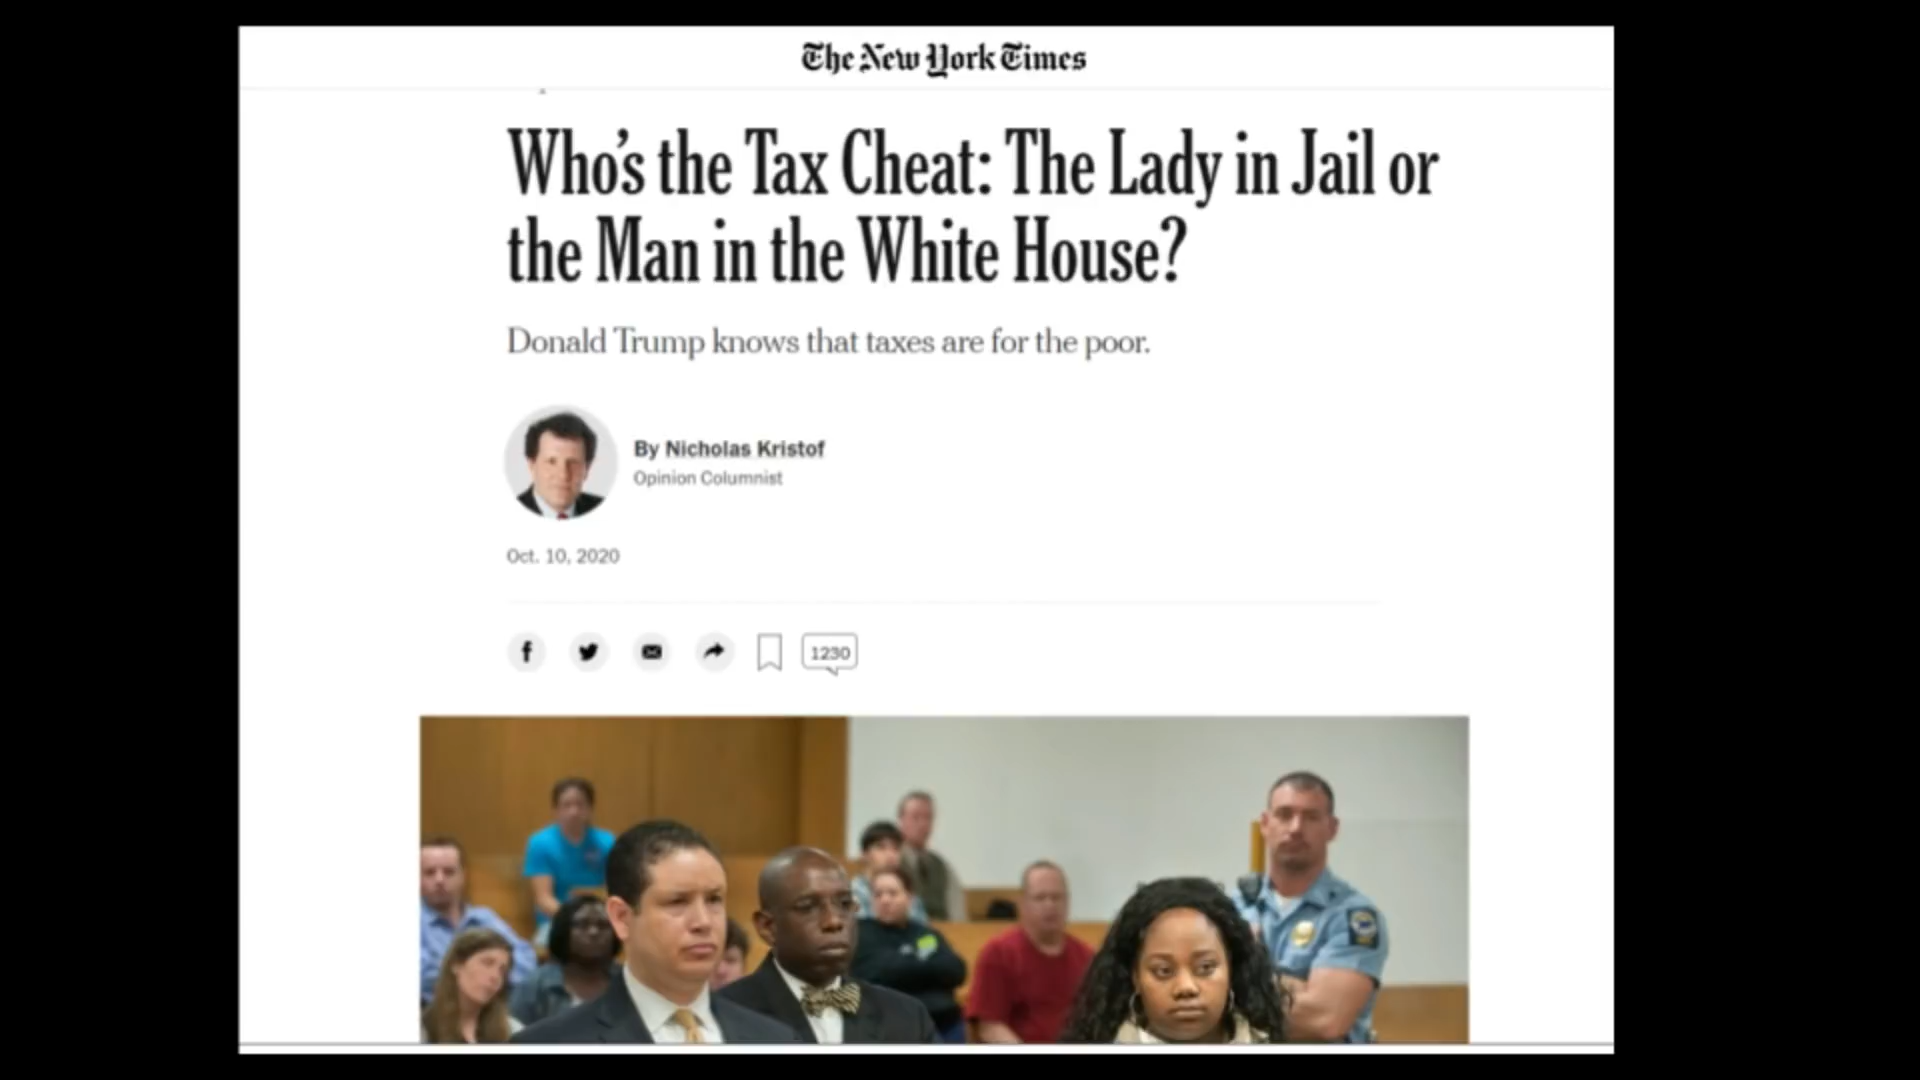 The New York Times
Who's the Tax Cheat: The Lady in Jail or
the Man in the White House?
Donald Trump knows that taxes are for the poor.
By Nicholas Kristof
Opinion Columnist
Oct. 10, 2020
1230